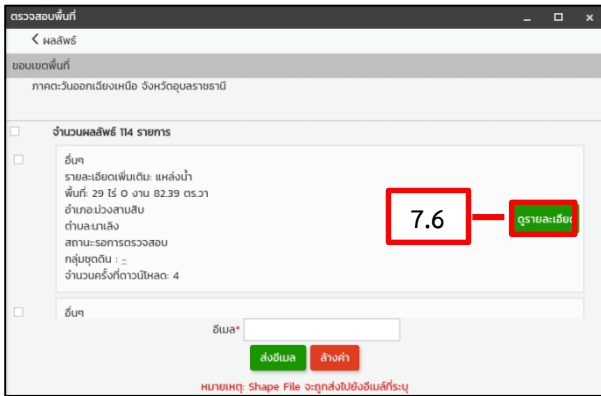 ตรวจสอบพื้นที่
ผลลัพธ์
ขอบเขตพื้นที่
ภาคตะวันออกเฉียงเหนือ จังหวัดอุบลราชธานี
จำนวนผลลัพธ์ 114 รายการ
อื่นๆ
รายละเอียดเพิ่มเติม: แหล่งน้ำ
พื้นที่: 29 ไร่ 0 งาน 82.39 ตร.วา
อำเภอ:ม่วงสามสิบ
ตำบล:นาเลิง
สถานะ:รอการตรวจสอบ
กลุ่มชุดดิน : -
จำนวนครั้งที่ดาวน์โหลด: 4
7.6
ดูรายละเอียด
อื่นๆ
อีเมล*
ส่งอีเมล ล้างค่า
หมายเหตุ: Shape File จะถูกส่งไปยังอีเมล์ที่ระบุ